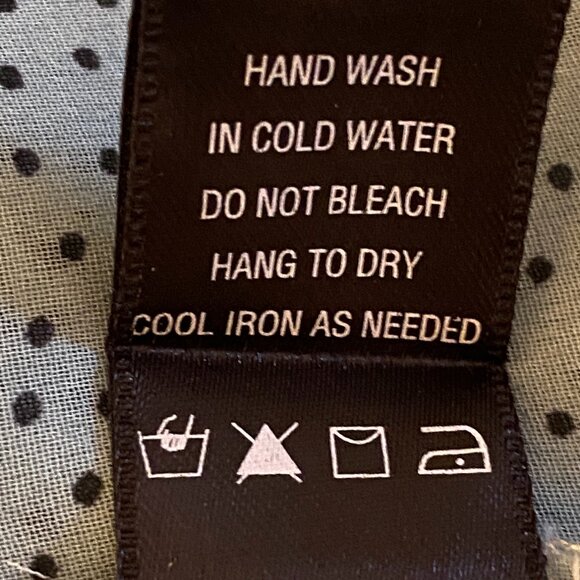 HAND WASH
IN COLD WATER
DO NOT BLEACH
HANG TO DRY
COOL IRON AS NEEDED